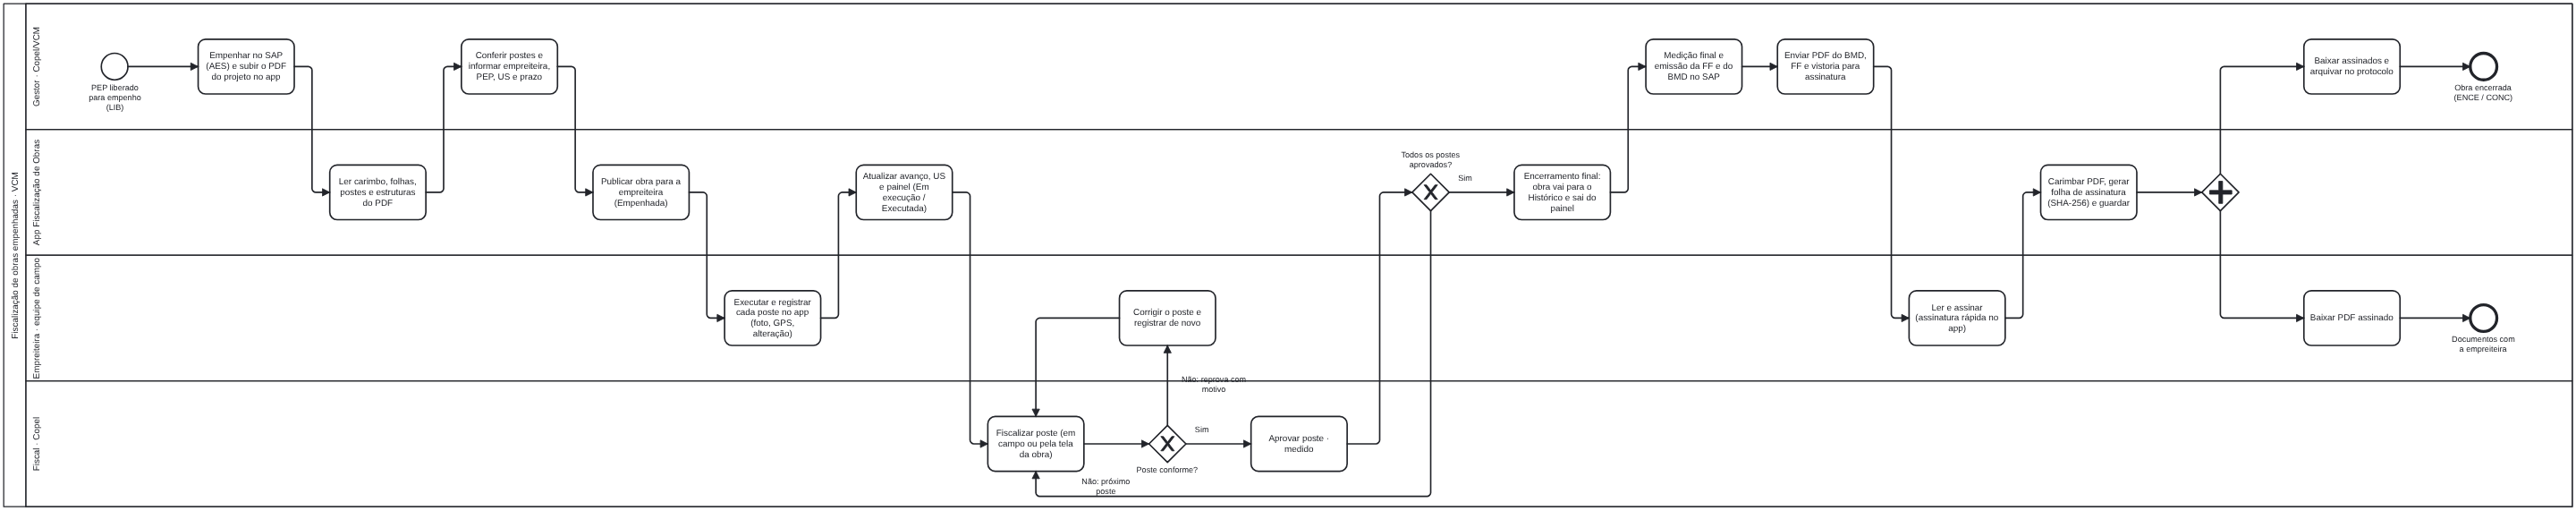 Fiscalização de obras empenhadas · VCM
Gestor · Copel/VCM
PEP liberado
para empenho
(LIB)
Empenhar no SAP
(AES) e subir o PDF
do projeto no app
Conferir postes e
informar empreiteira,
PEP, US e prazo
Medição final e
emissão da FF e do
BMD no SAP
Enviar PDF do BMD,
FF e vistoria para
assinatura
Baixar assinados e
arquivar no protocolo
Obra encerrada
(ENCE / CONC)
App Fiscalização de Obras
Ler carimbo, folhas,
postes e estruturas
do PDF
Publicar obra para a
empreiteira
(Empenhada)
Atualizar avanço, US
e painel (Em
execução /
Executada)
Todos os postes
aprovados?
Sim
Encerramento final:
obra vai para o
Histórico e sai do
painel
Carimbar PDF, gerar
folha de assinatura
(SHA-256) e guardar
Empreiteira · equipe de campo
Executar e registrar
cada poste no app
(foto, GPS,
alteração)
Corrigir o poste e
registrar de novo
Ler e assinar
(assinatura rápida no
app)
Baixar PDF assinado
Documentos com
a empreiteira
Não: reprova com
motivo
Fiscal · Copel
Fiscalizar poste (em
campo ou pela tela
da obra)
Poste conforme?
Sim
Aprovar poste ·
medido
Não: próximo
poste